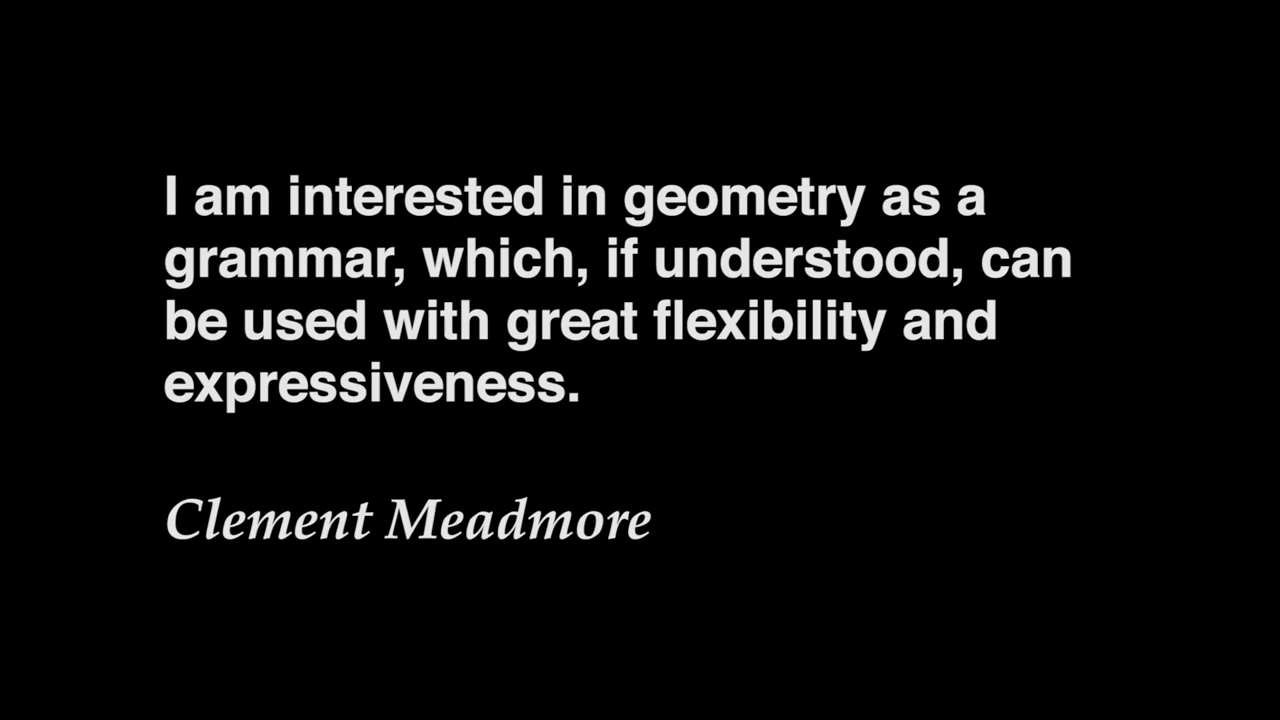 I am interested in geometry as a
grammar, which, if understood, can
be used with great flexibility and
expressiveness.
Clement Meadmore